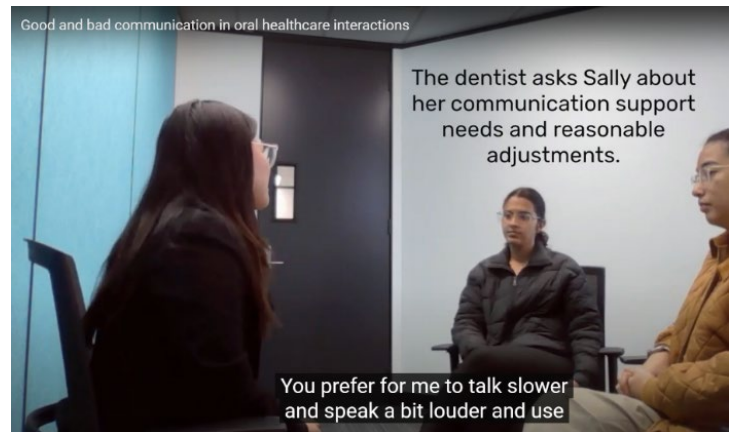 Good and bad communication in oral healthcare interactions
The dentist asks Sally about
her communication support
needs and reasonable
adjustments.
You prefer for me to talk slower
and speak a bit louder and use